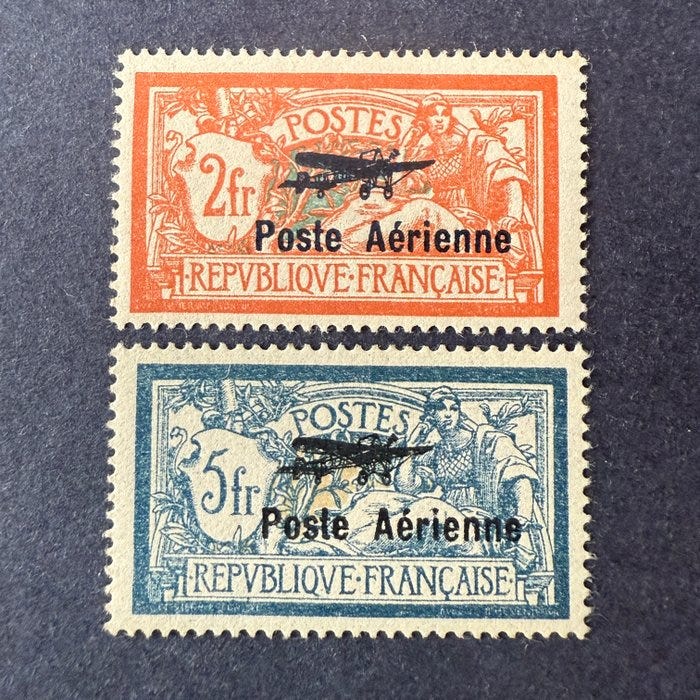 POSTES
2fr
Poste Aérienne
REPVBLIQVE·FRANÇAISE
POSTES
5fr
Poste Aérienne
·REPVBLIQVE·FRANÇAISE·